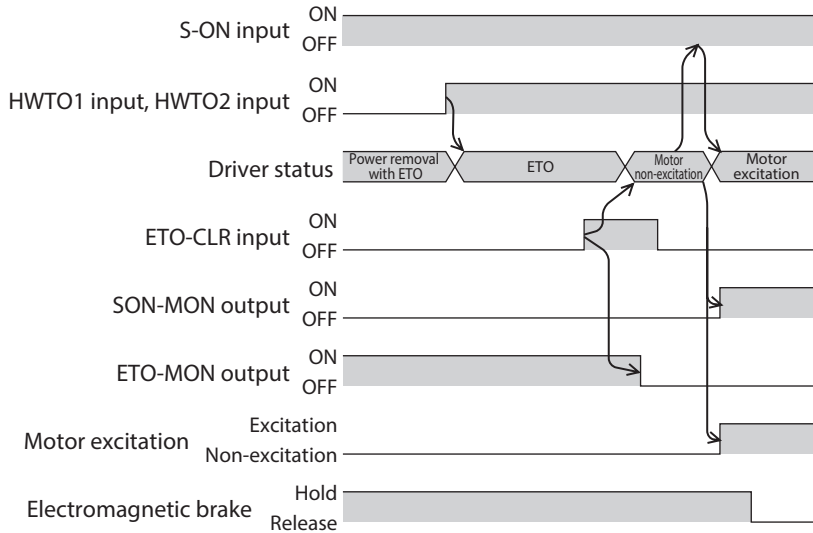 S-ON input
ON
OFF
HWTO1 input, HWTO2 input
ON
OFF
Driver status
Power removal
with ETO
ETO
Motor
non-excitation
Motor
excitation
ETO-CLR input
ON
OFF
SON-MON output
ON
OFF
ETO-MON output
ON
OFF
Motor excitation
Excitation
Non-excitation
Electromagnetic brake
Hold
Release